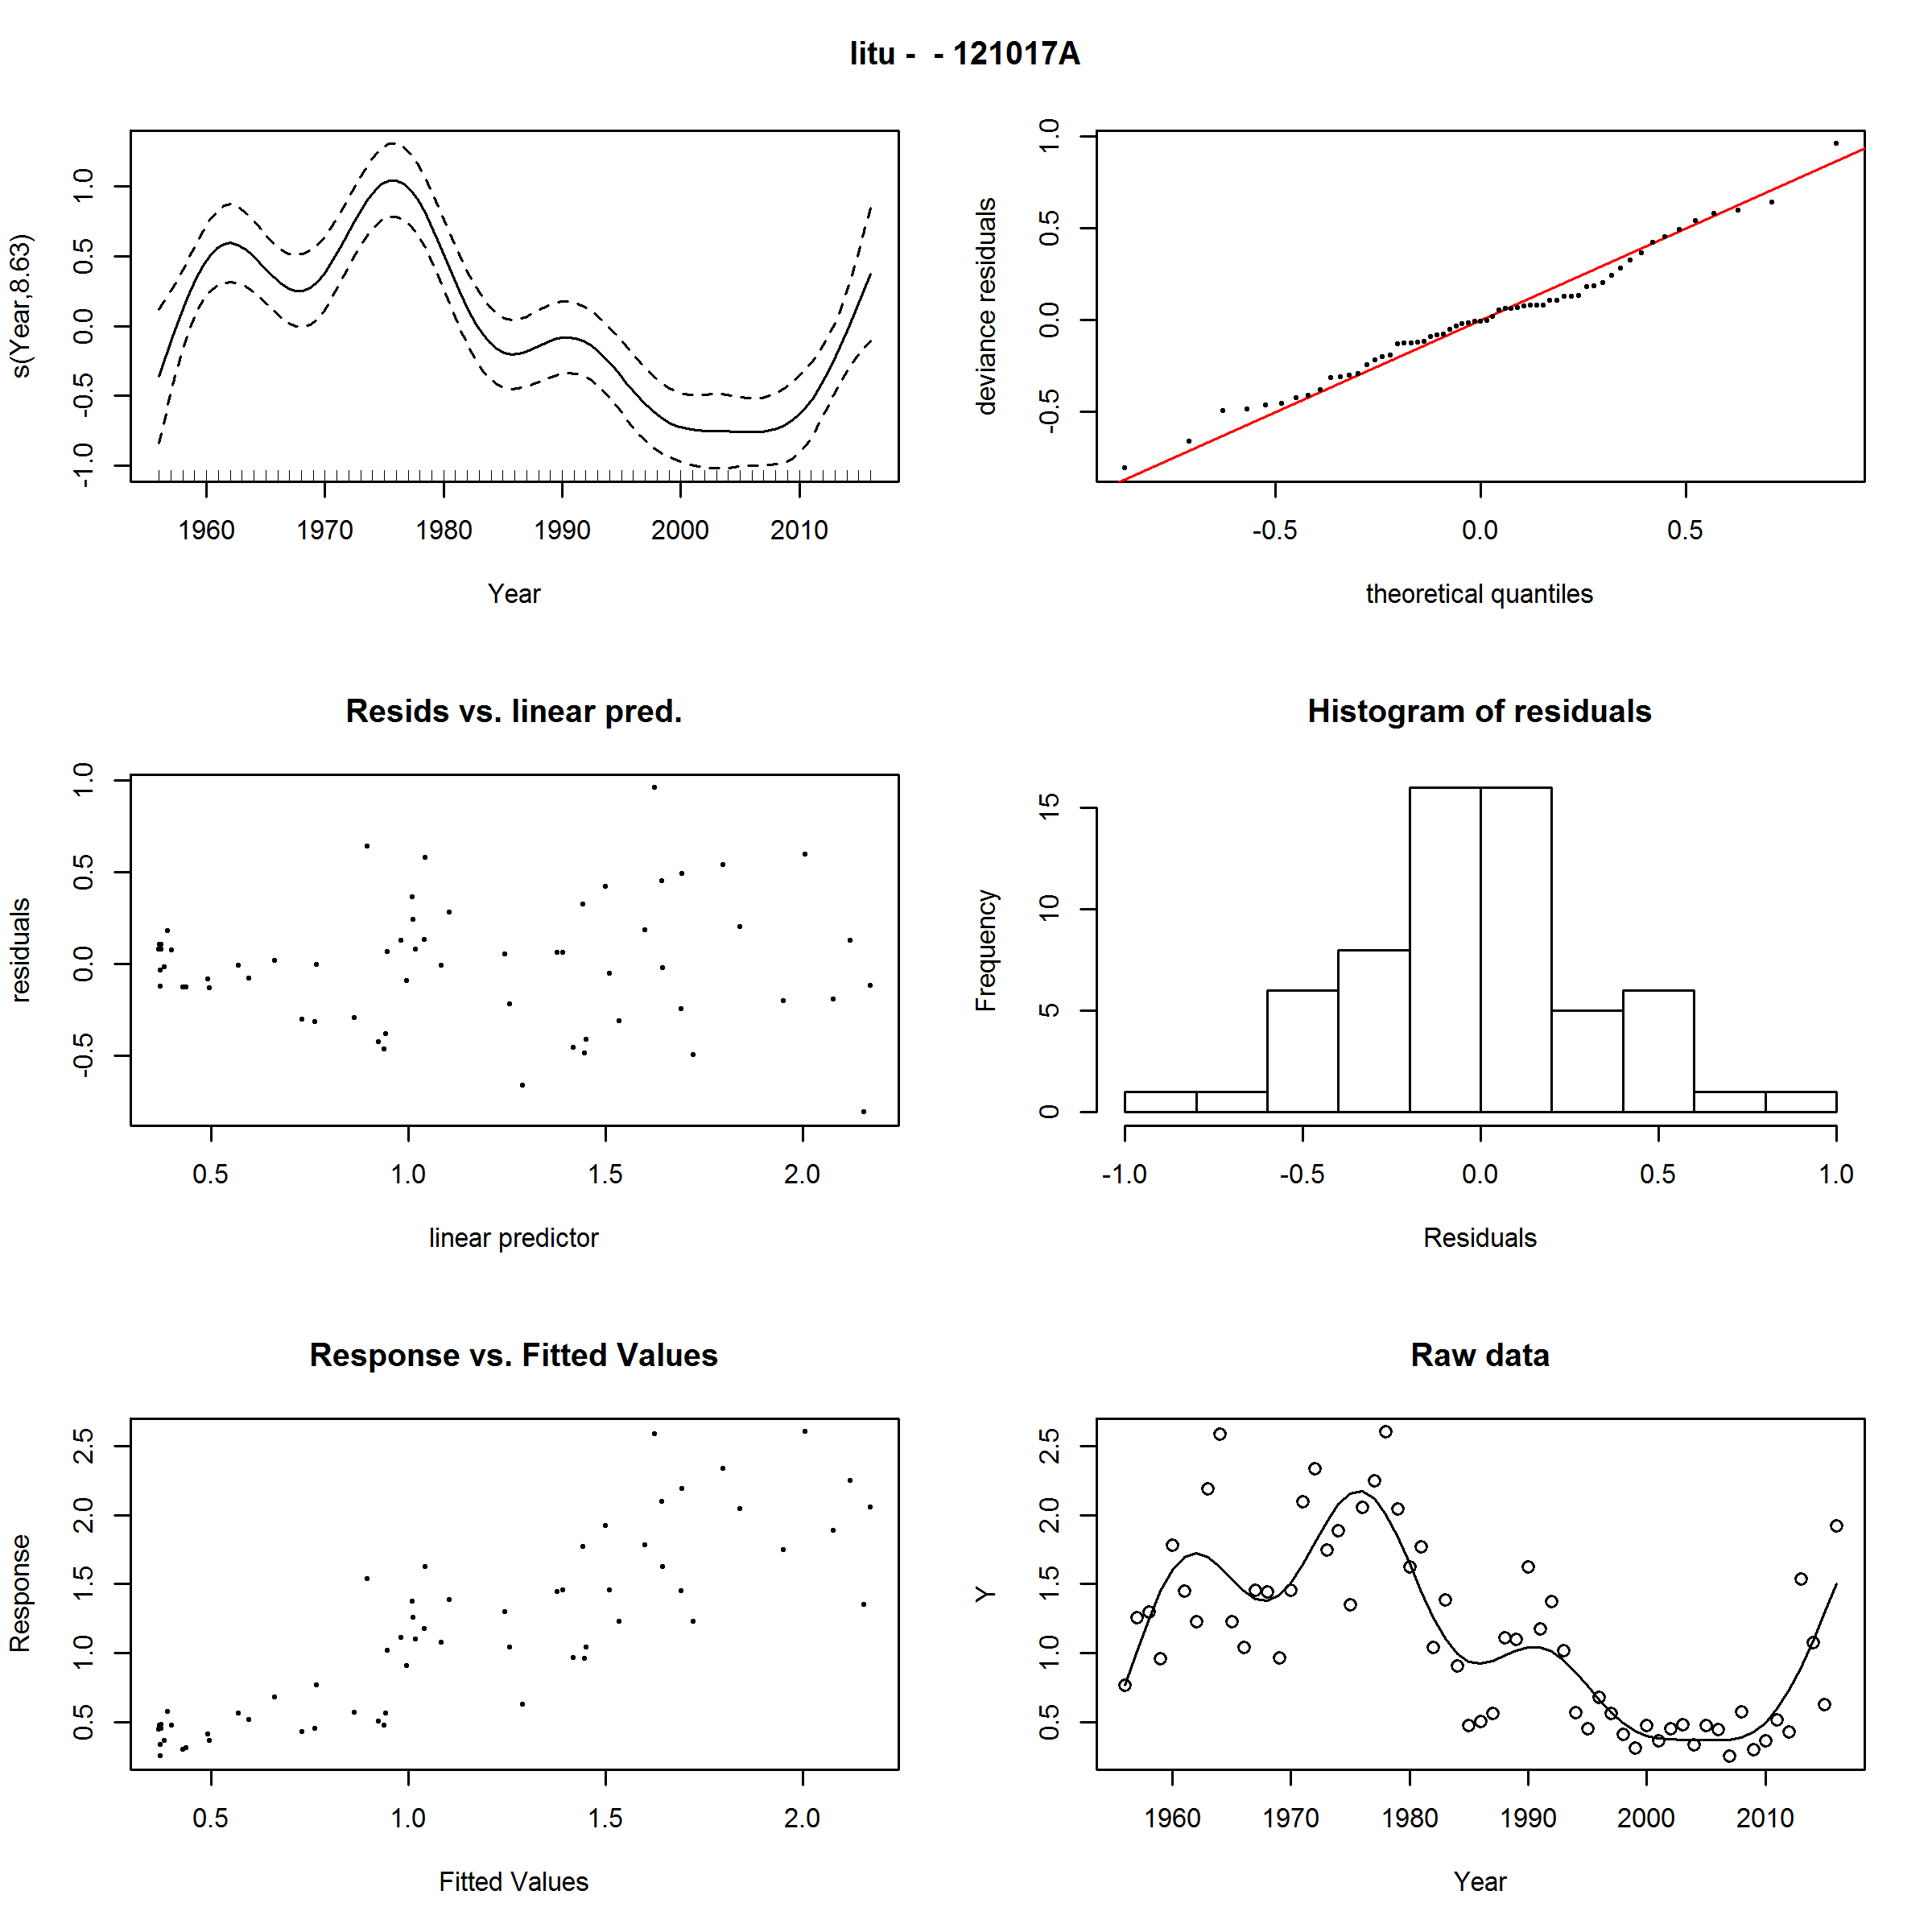 litu -  - 121017A
s(Year,8.63)
-1.0 -0.5 0.0 0.5 1.0
1960 1970 1980 1990 2000 2010
Year
deviance residuals
-0.5 0.0 0.5 1.0
-0.5 0.0 0.5
theoretical quantiles
Resids vs. linear pred.
residuals
-0.5 0.0 0.5 1.0
0.5 1.0 1.5 2.0
linear predictor
Histogram of residuals
Frequency
0 5 10 15
-1.0 -0.5 0.0 0.5 1.0
Residuals
Response vs. Fitted Values
Response
0.5 1.0 1.5 2.0 2.5
0.5 1.0 1.5 2.0
Fitted Values
Raw data
Y
0.5 1.0 1.5 2.0 2.5
1960 1970 1980 1990 2000 2010
Year